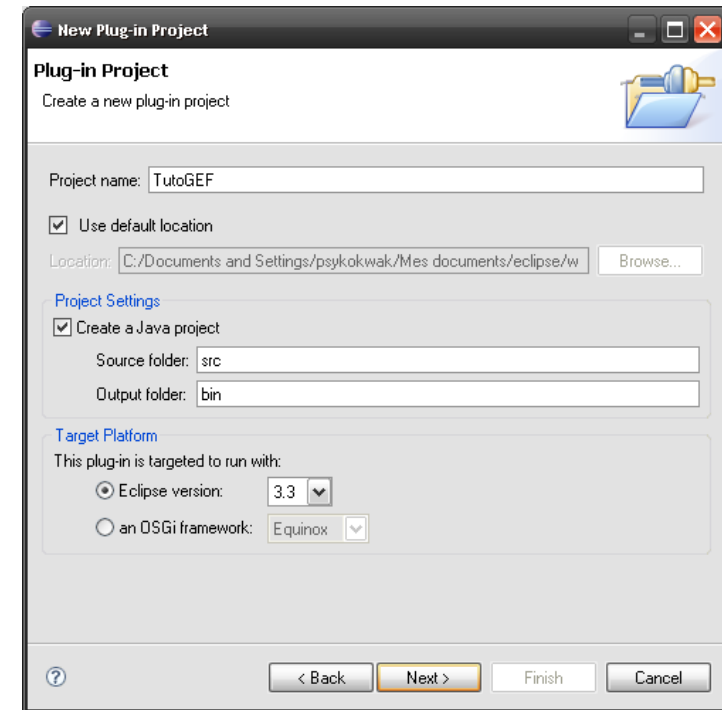 New Plug-in Project
Plug-in Project
Create a new plug-in project
Project name: TutoGEF
Use default location
Location: C:/Documents and Settings/psykokwak/Mes documents/eclipse/w Browse...
Project Settings
Create a Java project
Source folder: src
Output folder: bin
Target Platform
This plug-in is targeted to run with:
Eclipse version: 3.3
an OSGi framework: Equinox
? < Back Next > Finish Cancel